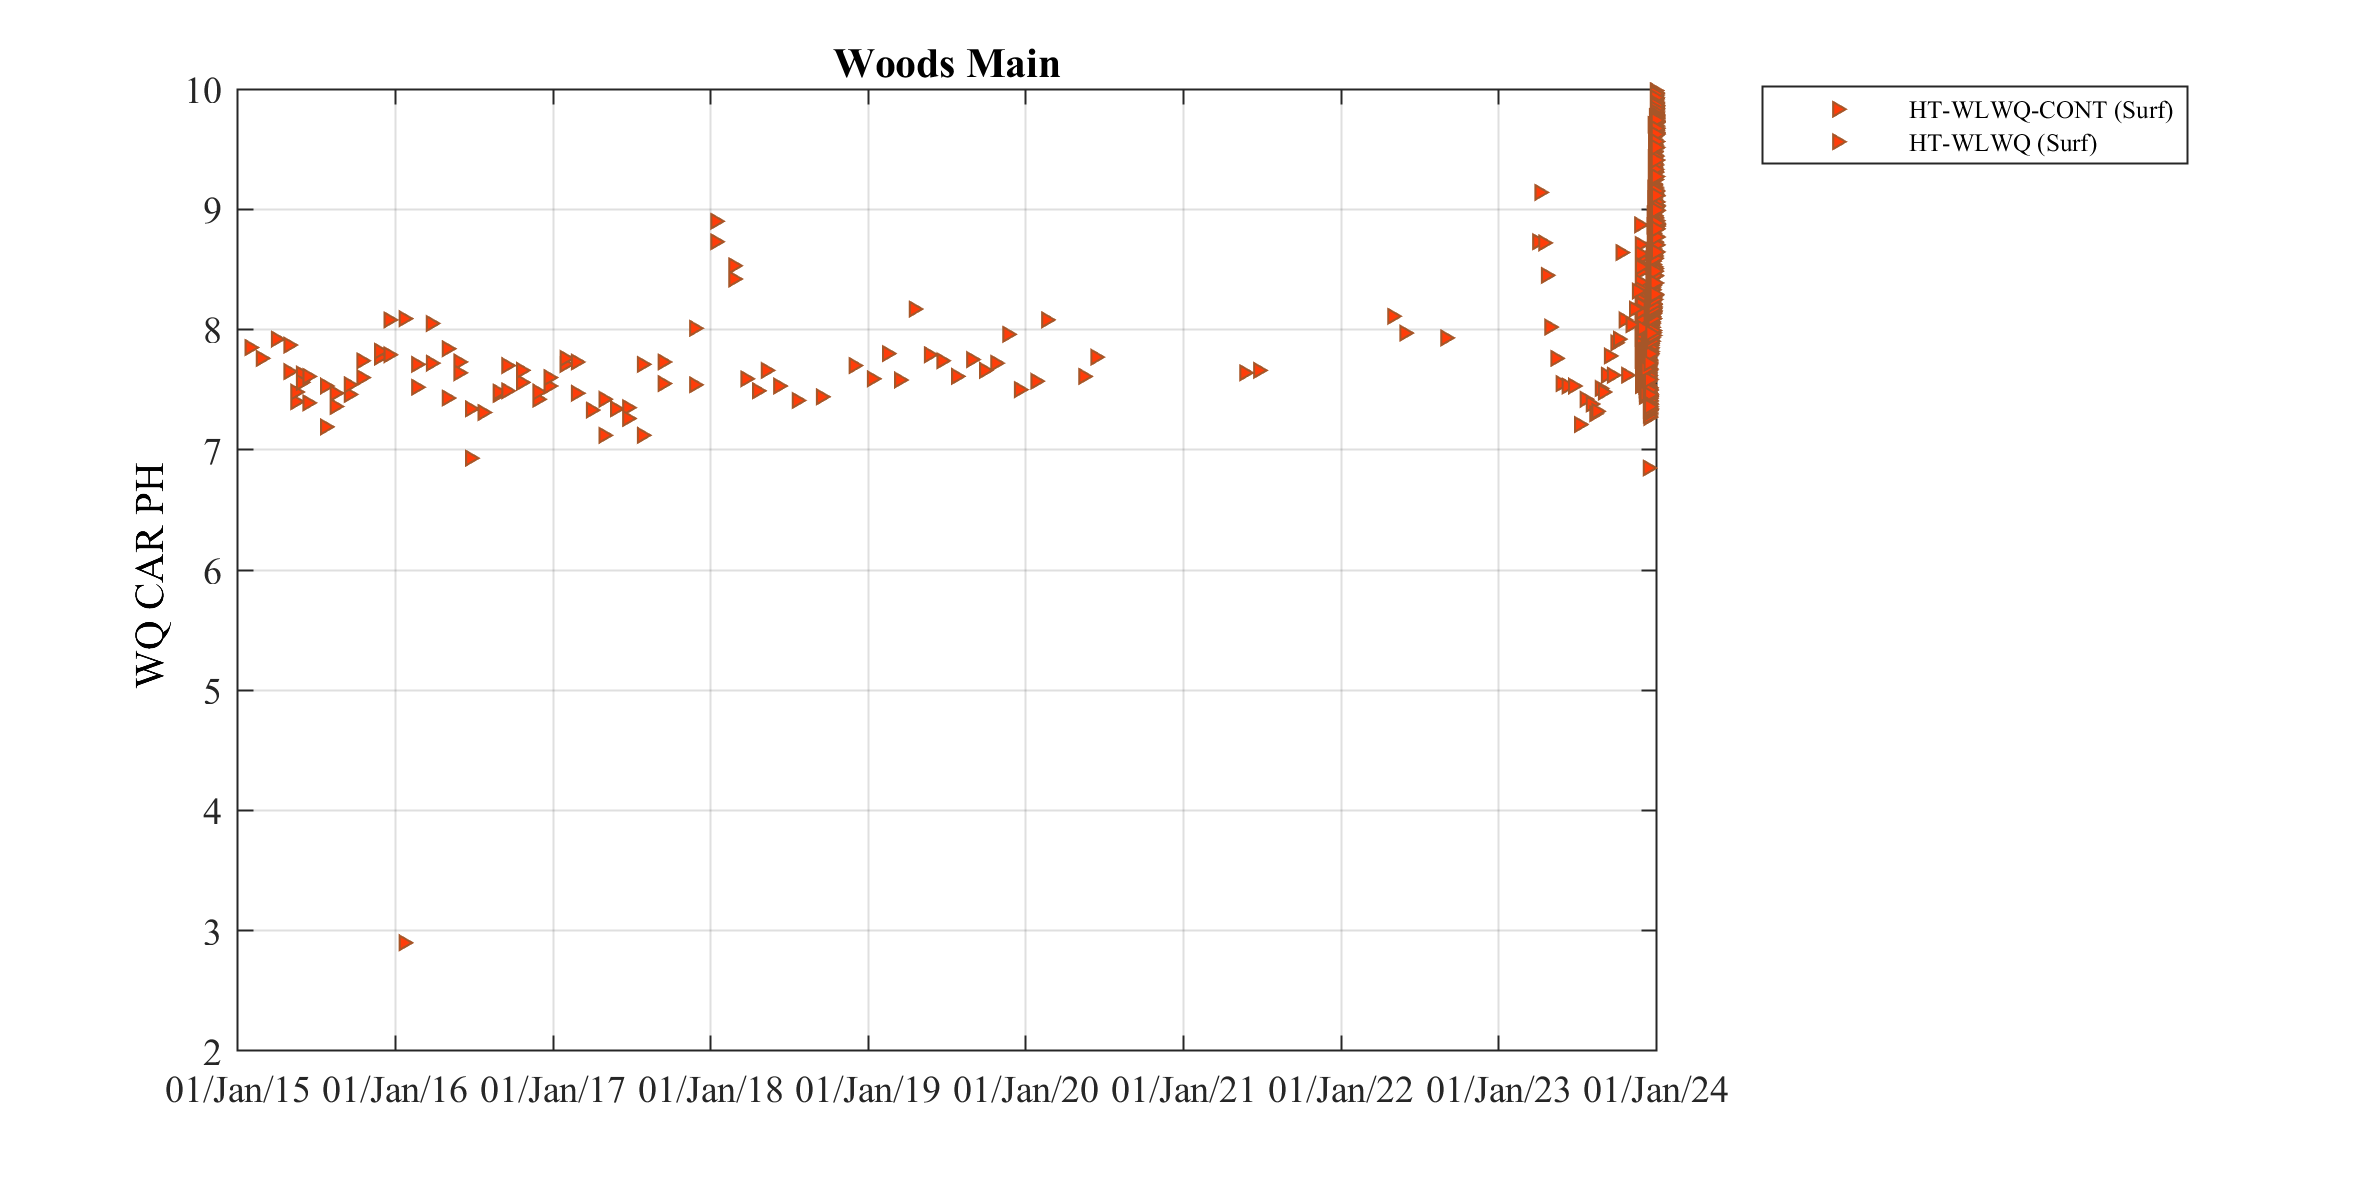 Woods Main
HT-WLWQ-CONT (Surf)
HT-WLWQ (Surf)
WQ CAR PH
10
9
8
7
6
5
4
3
2
01/Jan/15 01/Jan/16 01/Jan/17 01/Jan/18 01/Jan/19 01/Jan/20 01/Jan/21 01/Jan/22 01/Jan/23 01/Jan/24